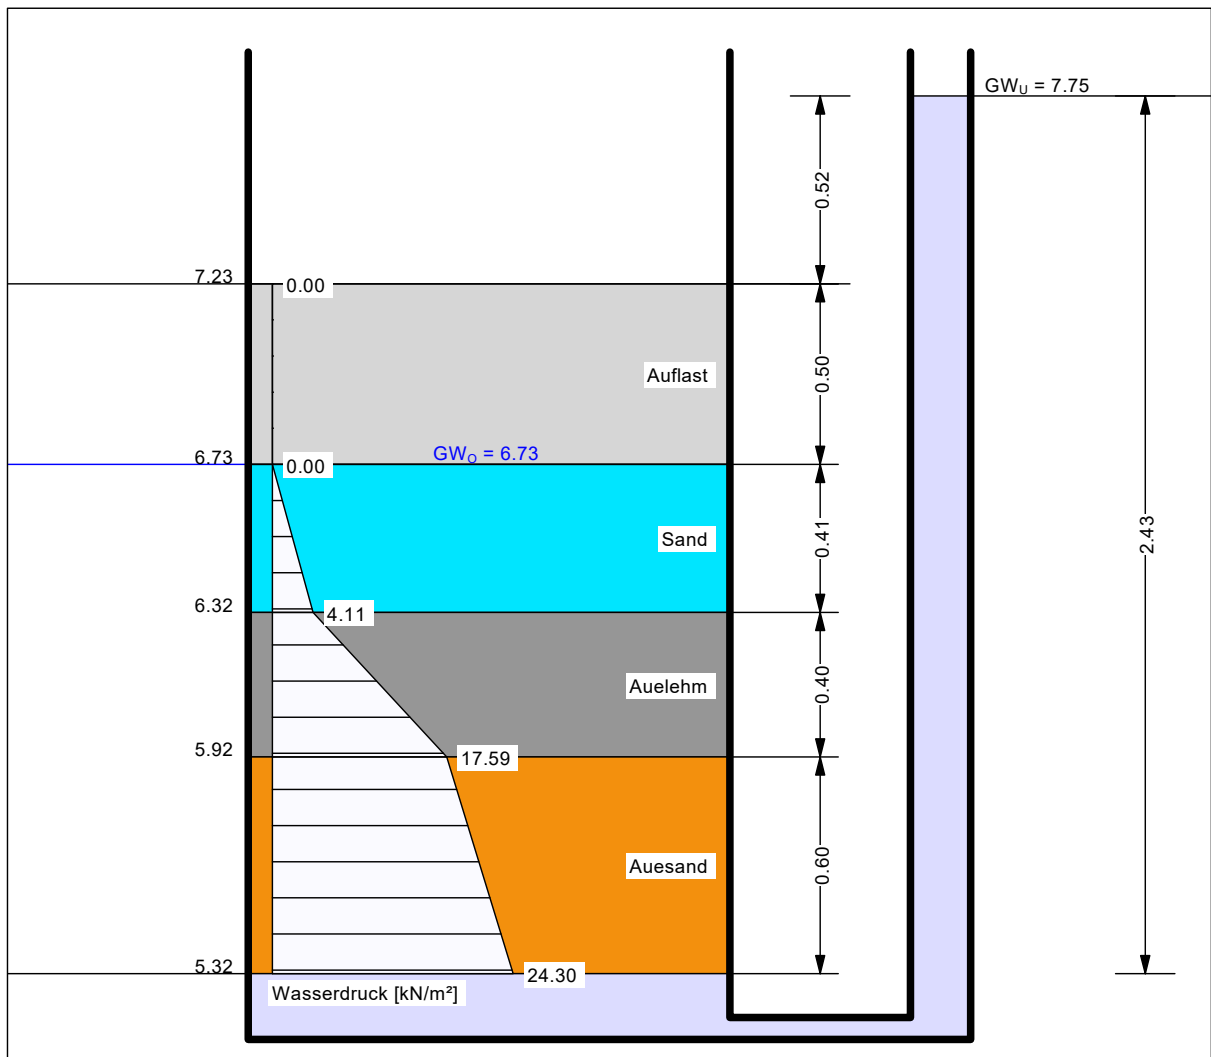 GWU = 7.75
0.52
7.23
0.00
Auflast
0.50
6.73
0.00
GWO = 6.73
Sand
0.41
2.43
6.32
4.11
Auelehm
0.40
5.92
17.59
Auesand
0.60
5.32
24.30
Wasserdruck [kN/m²]